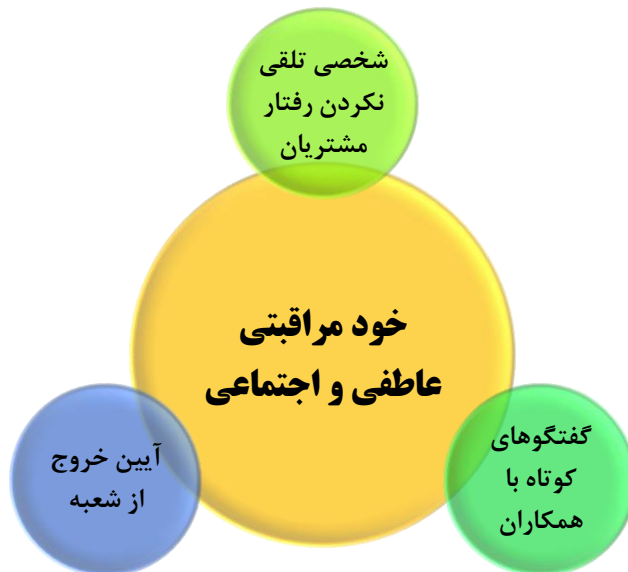 شخصی تلقی
نکردن رفتار
مشتریان
خود مراقبتی
عاطفی و اجتماعی
گفتگوهای
کوتاه با
همکاران
آیین خروج
از شعبه